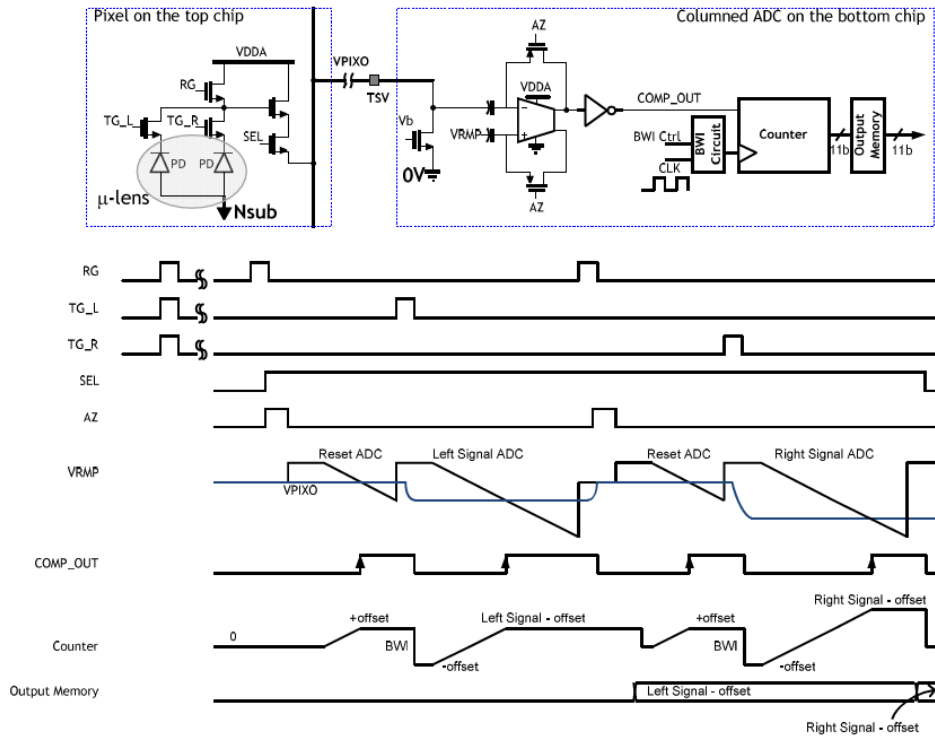 Pixel on the top chip
Columned ADC on the bottom chip
VDDA
VPIXO
TSV
RG
TG_L
TG_R
SEL
PD
PD
μ-lens
Nsub
Vb
0V
AZ
VDDA
VRMP
AZ
COMP_OUT
BWI Ctrl
CLK
BWI Circuit
Counter
11b
Output Memory
11b
RG
TG_L
TG_R
SEL
AZ
VRMP
Reset ADC
Left Signal ADC
Reset ADC
Right Signal ADC
VPIXO
COMP_OUT
Counter
0
+offset
BWI
-offset
Left Signal - offset
+offset
BWI
-offset
Right Signal - offset
Output Memory
Left Signal - offset
Right Signal - offset